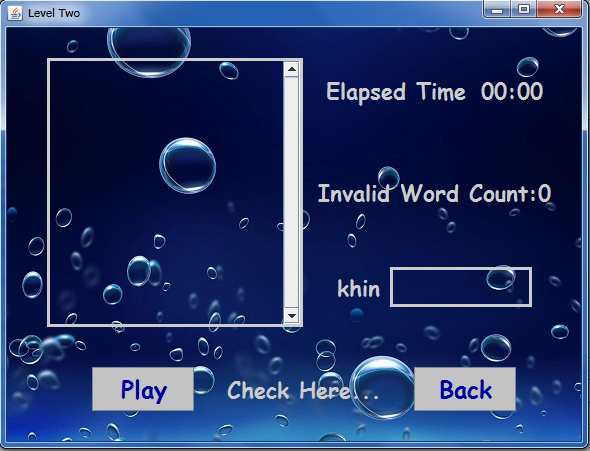 Level Two
Elapsed Time 00:00
Invalid Word Count:0
khin
Play
Check Here...
Back